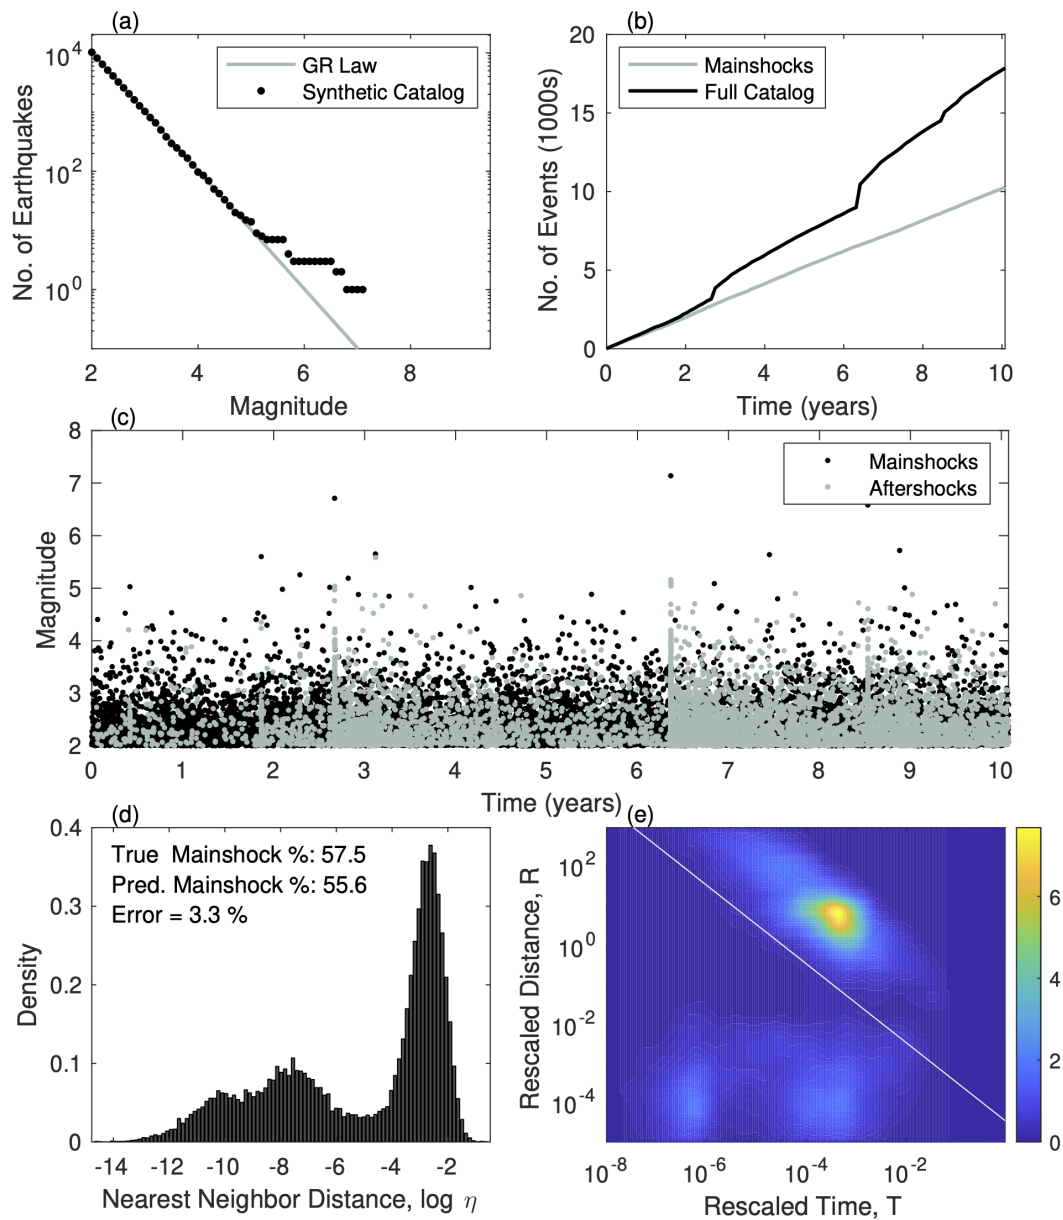 (a)
10^4
10^2
10^0
No. of Earthquakes
GR Law
Synthetic Catalog
2 4 6 8
Magnitude
(b)
20
15
10
5
0
No. of Events (1000s)
Mainshocks
Full Catalog
0 2 4 6 8 10
Time (years)
(c)
8
7
6
5
4
3
2
Magnitude
Mainshocks
Aftershocks
0 1 2 3 4 5 6 7 8 9 10
Time (years)
(d)
0.4
0.3
0.2
0.1
0
Density
True Mainshock %: 57.5
Pred. Mainshock %: 55.6
Error = 3.3 %
-14 -12 -10 -8 -6 -4 -2
Nearest Neighbor Distance, log η
(e)
10^2
10^0
10^-2
10^-4
Rescaled Distance, R
10^-8 10^-6 10^-4 10^-2
Rescaled Time, T
6
4
2
0